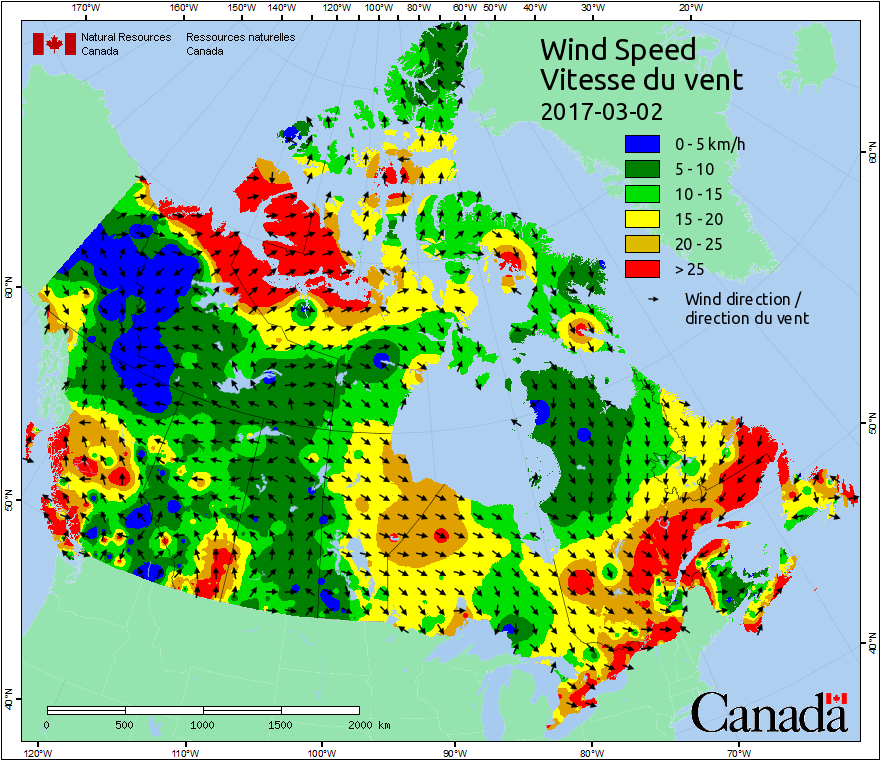 170°W 160°W 150°W 140°W 120°W 100°W 80°W 60°W 50°W 40°W 30°W 20°W
Natural Resources Canada
Ressources naturelles Canada
Wind Speed
Vitesse du vent
2017-03-02
0 - 5 km/h
5 - 10
10 - 15
15 - 20
20 - 25
> 25
Wind direction /
direction du vent
60°N
60°N
50°N
50°N
40°N
40°N
0 500 1000 1500 2000 km
Canada
120°W 110°W 100°W 90°W 80°W 70°W